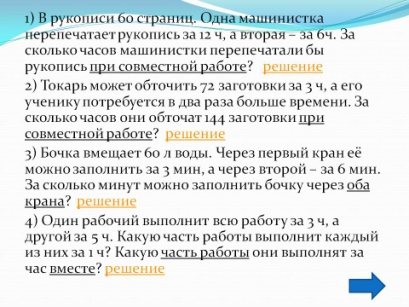 1) В рукописи 60 страниц. Одна машинистка
перепечатает рукопись за 12 ч, а вторая – за 6ч. За
сколько часов машинистки перепечатали бы
рукопись при совместной работе? решение
2) Токарь может обточить 72 заготовки за 3 ч, а его
ученику потребуется в два раза больше времени. За
сколько часов они обточат 144 заготовки при
совместной работе? решение
3) Бочка вмещает 60 л воды. Через первый кран её
можно заполнить за 3 мин, а через второй – за 6 мин.
За сколько минут можно заполнить бочку через оба
крана? решение
4) Один рабочий выполнит всю работу за 3 ч, а
другой за 5 ч. Какую часть работы выполнит каждый
из них за 1 ч? Какую часть работы они выполнят за
час вместе? решение